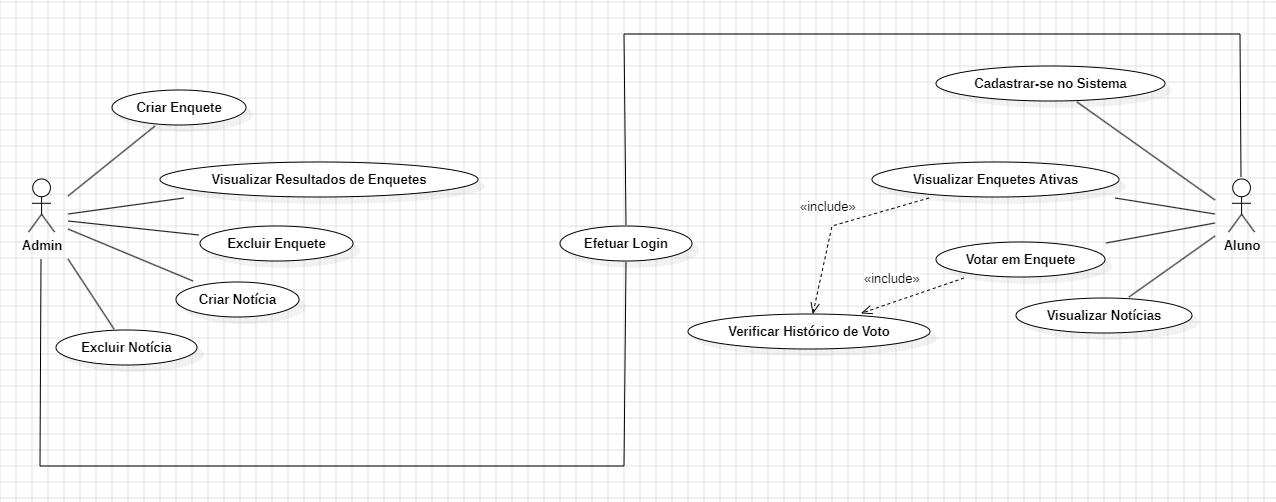 Cadastrar-se no Sistema
Criar Enquete
Visualizar Resultados de Enquetes
Visualizar Enquetes Ativas
«include»
Admin
Excluir Enquete
Efetuar Login
Aluno
Votar em Enquete
«include»
Criar Notícia
Visualizar Notícias
Verificar Histórico de Voto
Excluir Notícia